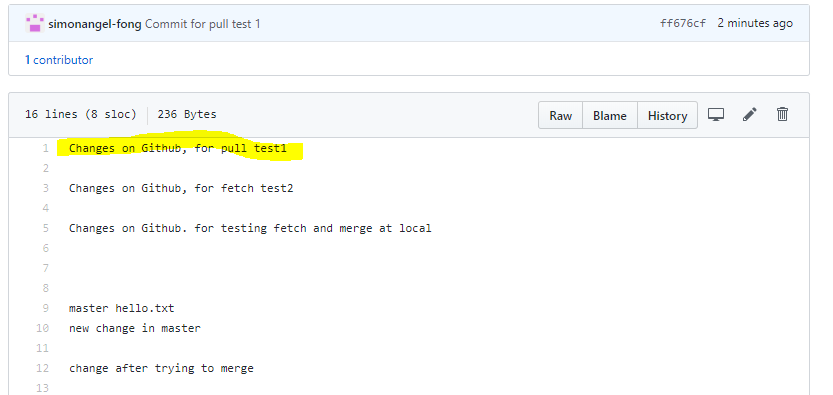 simonangel-fong Commit for pull test 1 ff676cf 2 minutes ago
1 contributor
16 lines (8 sloc) 236 Bytes Raw Blame History
1 Changes on Github, for pull test1
2
3 Changes on Github, for fetch test2
4
5 Changes on Github. for testing fetch and merge at local
6
7
8
9 master hello.txt
10 new change in master
11
12 change after trying to merge
13